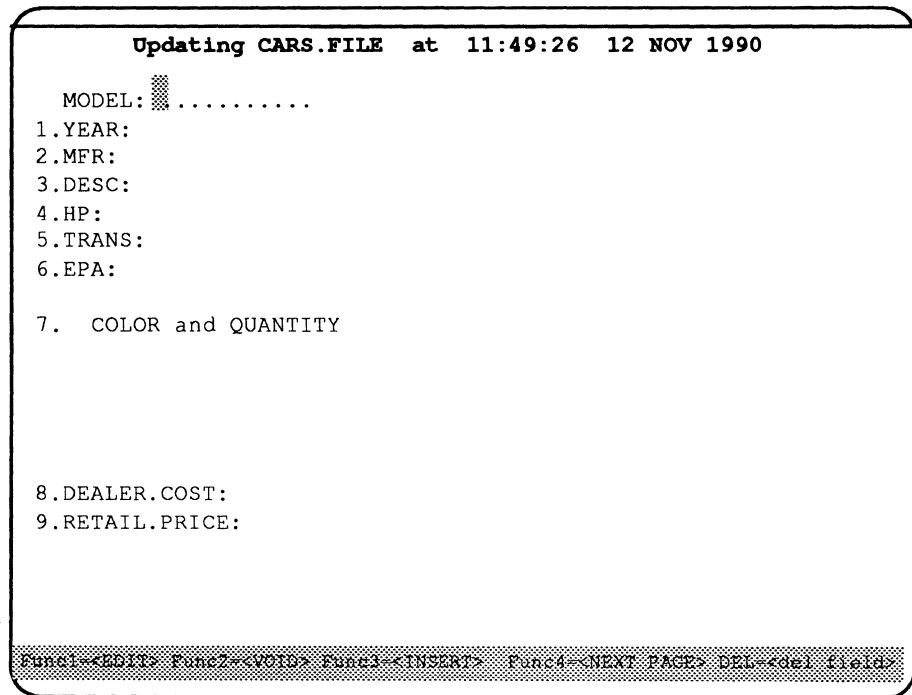 Updating CARS.FILE at 11:49:26 12 NOV 1990
MODEL: ..........
1.YEAR:
2.MFR:
3.DESC:
4.HP:
5.TRANS:
6.EPA:
7. COLOR and QUANTITY
8.DEALER.COST:
9.RETAIL.PRICE:
Func1=<EDIT> Func2=<VOID> Func3=<INSERT> Func4=<NEXT PAGE> DEL=<del field>